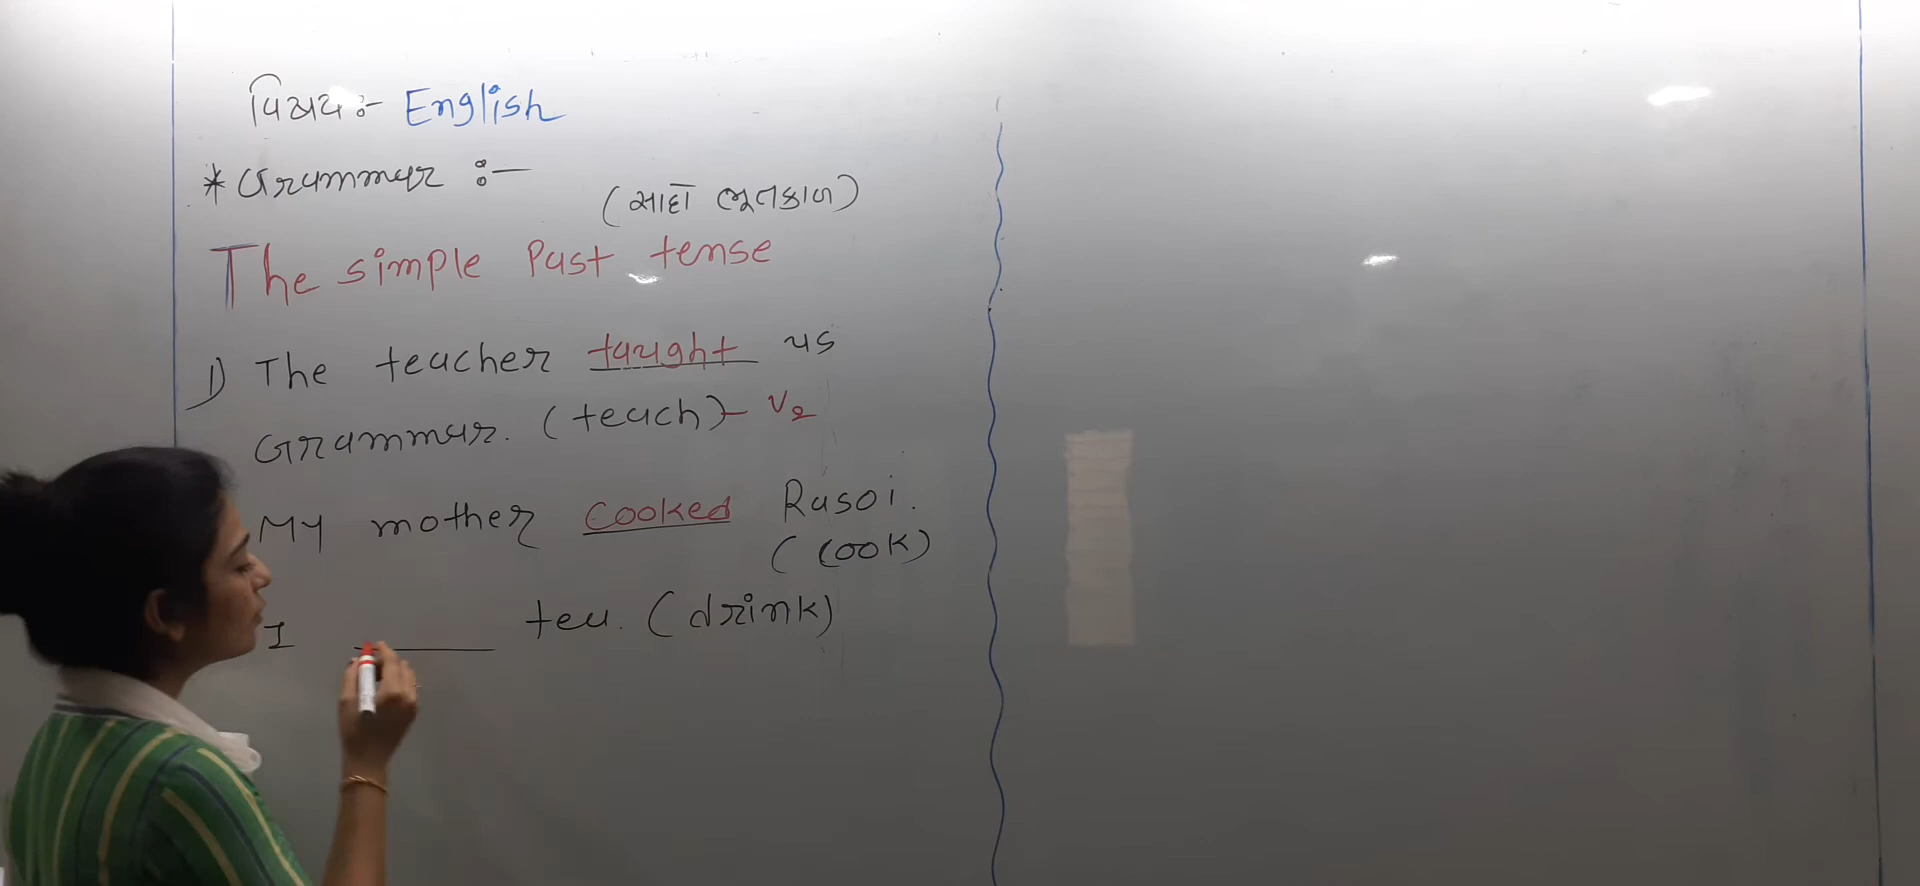 વિષય :- English
* Grammar :-
(સાદો ભૂતકાળ)
The simple Past tense
1) The teacher taught us
Grammar. (teach) - V2
My mother cooked Rasoi.
(cook)
I ______ tea. (drink)